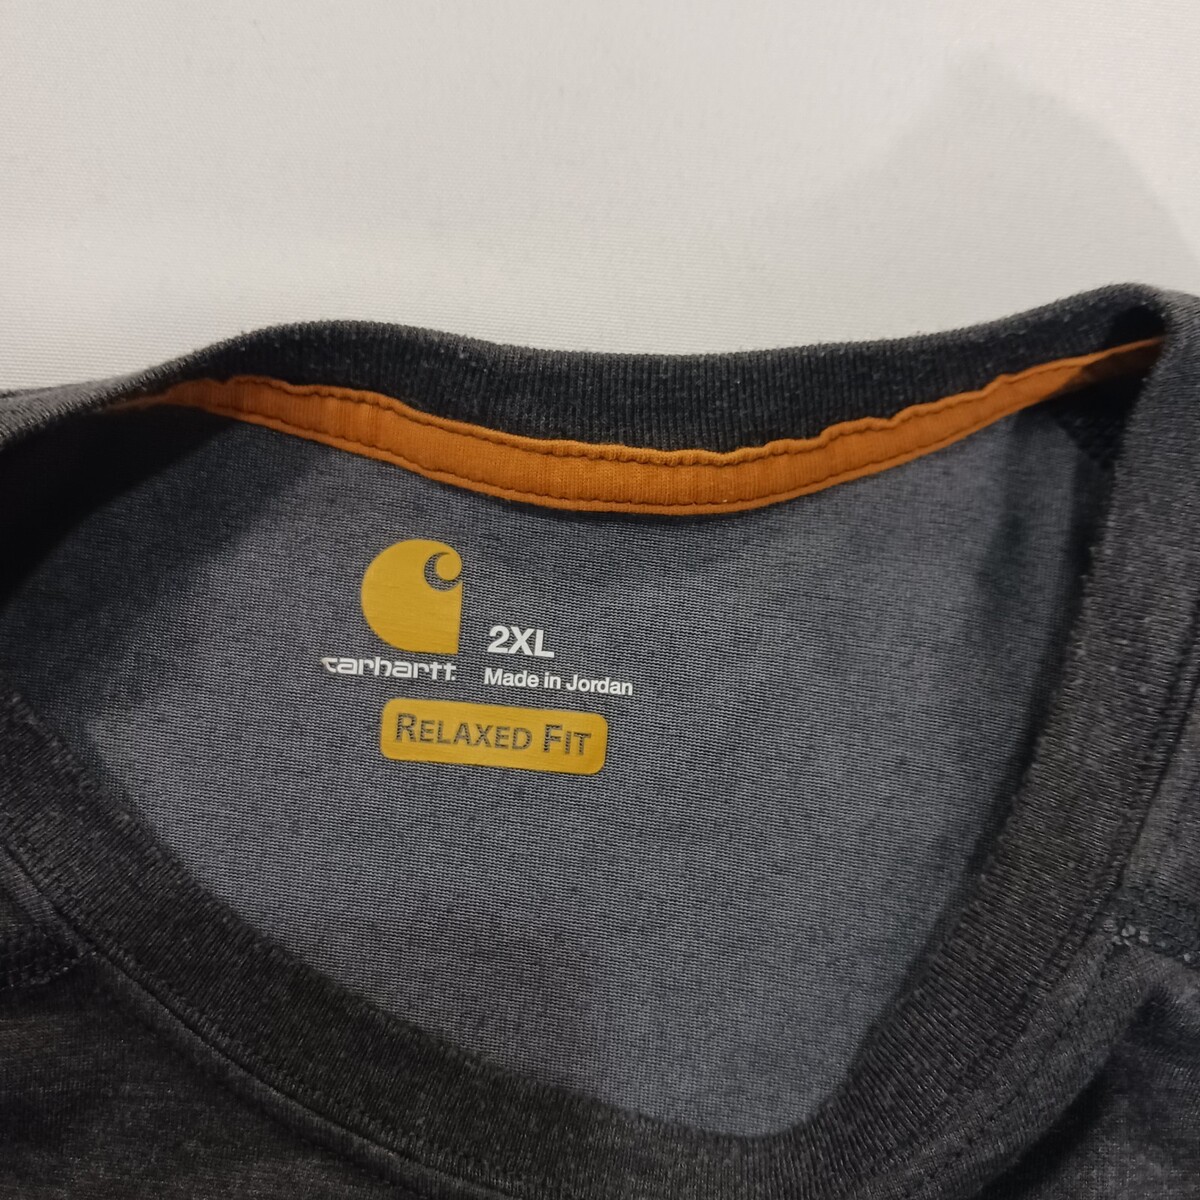 carhartt.
2XL
Made in Jordan
RELAXED FIT